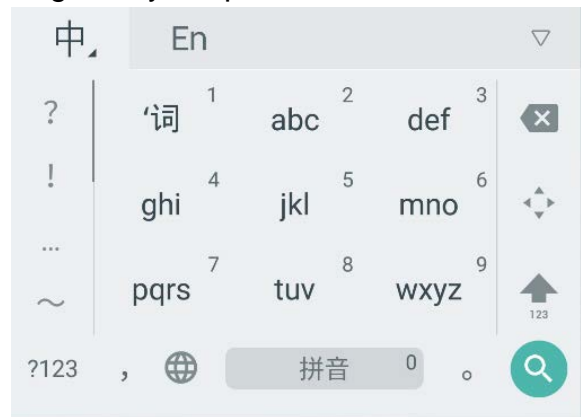 中 En
? '词 1 abc 2 def 3
! ghi 4 jkl 5 mno 6
...
~ pqrs 7 tuv 8 wxyz 9
123
?123 , 拼音 0 。